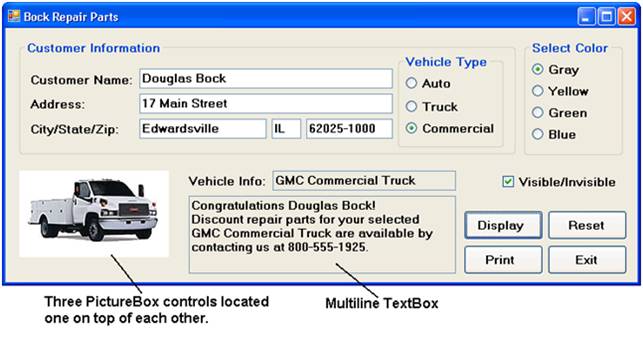 Bock Repair Parts
Customer Information
Customer Name: Douglas Bock
Address: 17 Main Street
City/State/Zip: Edwardsville IL 62025-1000
Vehicle Type
Auto
Truck
Commercial
Select Color
Gray
Yellow
Green
Blue
Vehicle Info: GMC Commercial Truck
Visible/Invisible
Congratulations Douglas Bock!
Discount repair parts for your selected
GMC Commercial Truck are available by
contacting us at 800-555-1925.
Display Reset
Print Exit
Three PictureBox controls located
one on top of each other.
Multiline TextBox